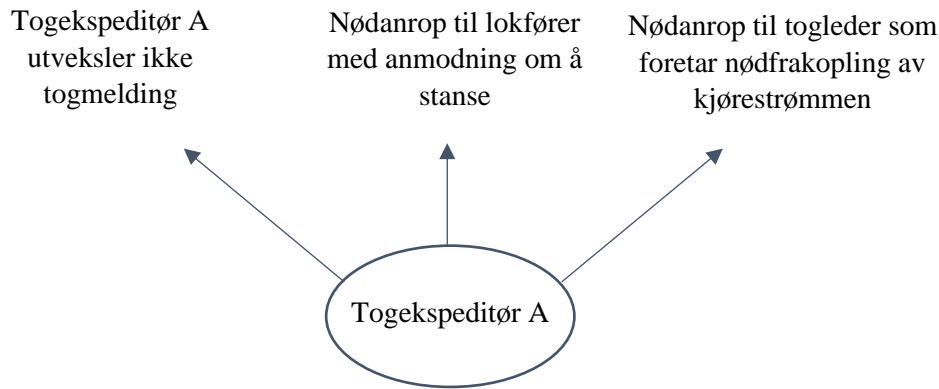 Togekspeditør A
utveksler ikke
togmelding
Nødanrop til lokfører
med anmodning om å
stanse
Nødanrop til togleder som
foretar nødfrakopling av
kjørestrømmen
Togekspeditør A